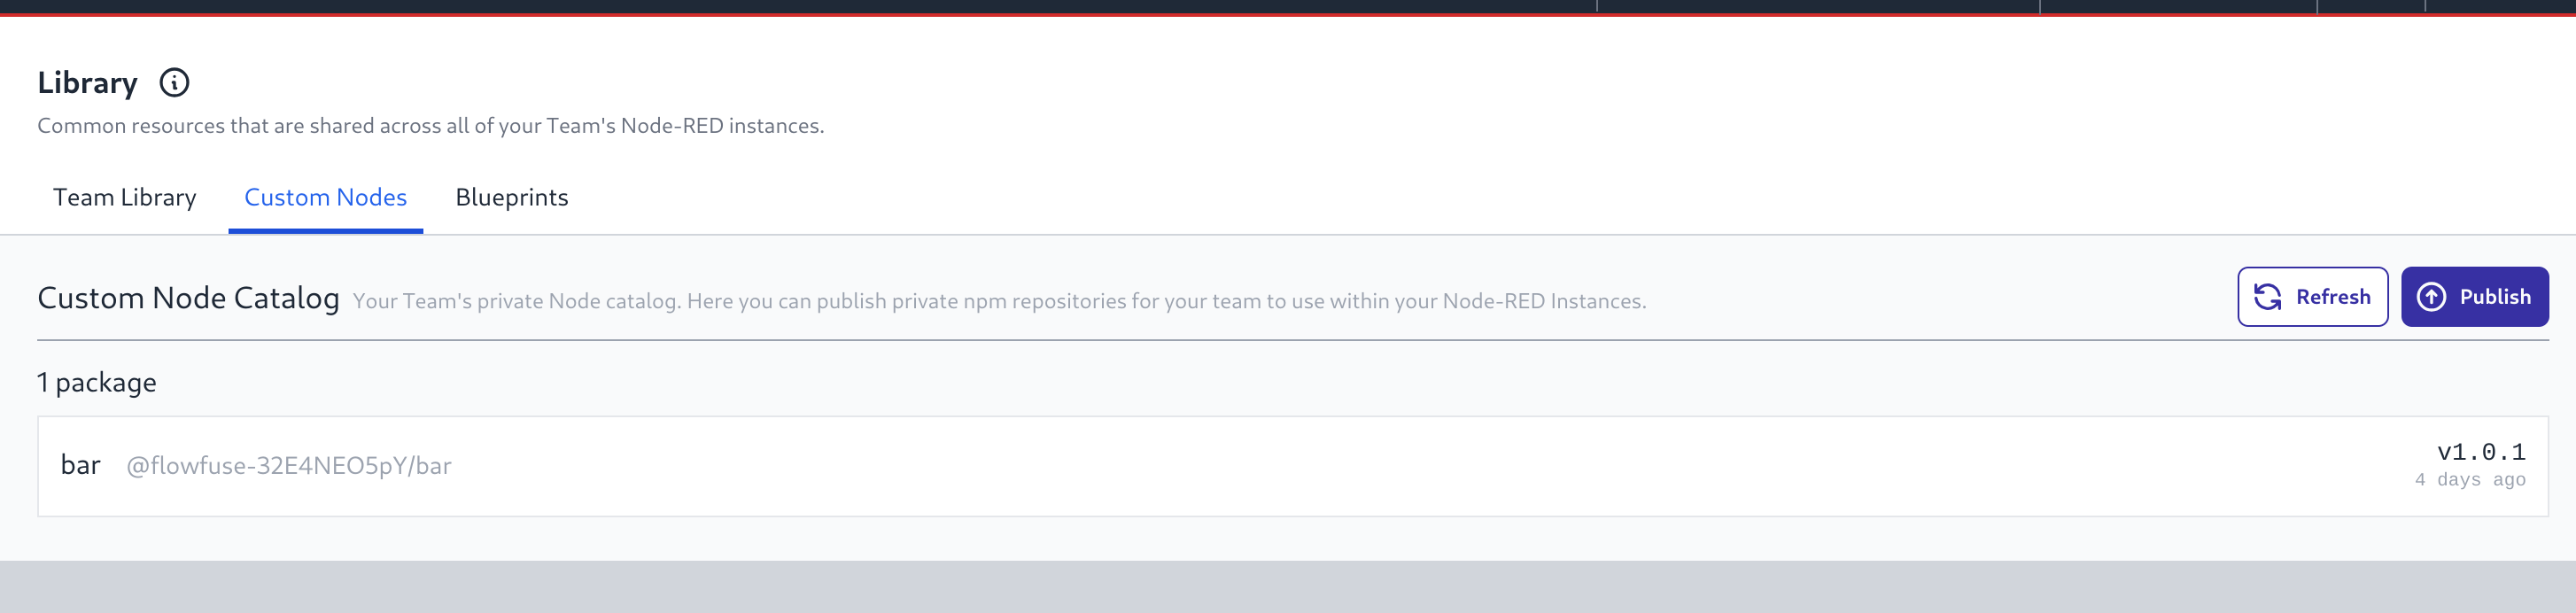 Library
Common resources that are shared across all of your Team's Node-RED instances.
Team Library Custom Nodes Blueprints
Custom Node Catalog Your Team's private Node catalog. Here you can publish private npm repositories for your team to use within your Node-RED Instances. Refresh Publish
1 package
bar @flowfuse-32E4NEO5pY/bar v1.0.1
4 days ago